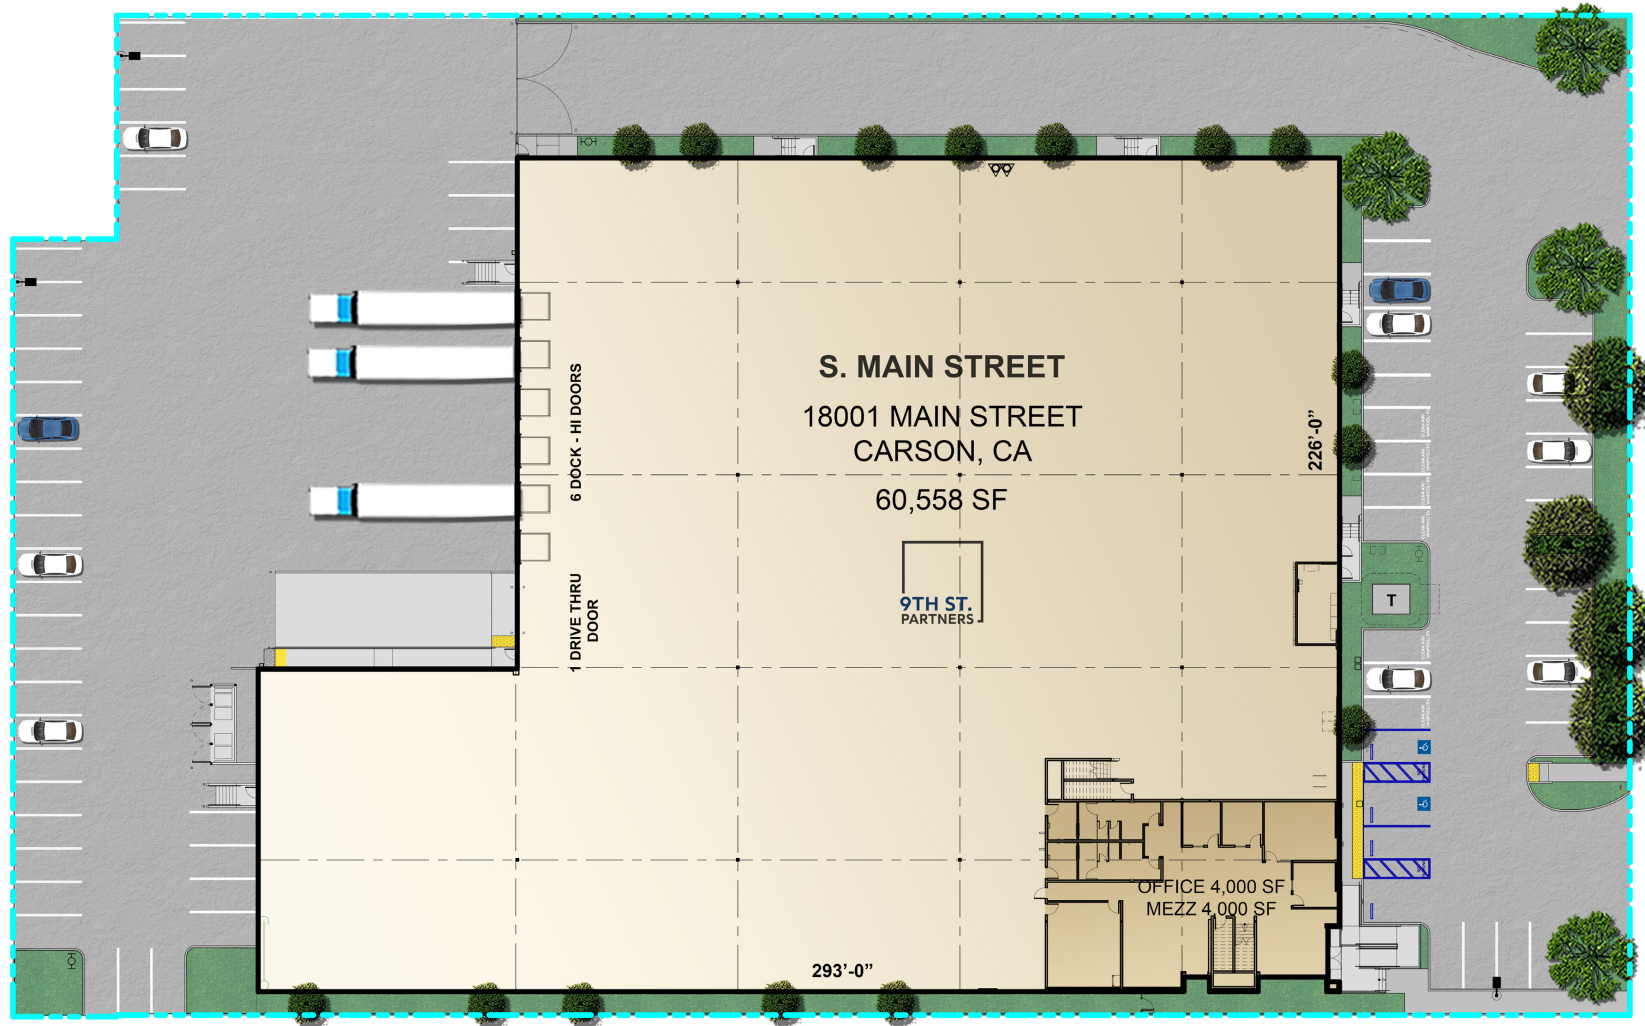 S. MAIN STREET
18001 MAIN STREET
CARSON, CA
60,558 SF
9TH ST.
PARTNERS
6 DOCK - HI DOORS
1 DRIVE THRU
DOOR
226'-0"
T
OFFICE 4,000 SF
MEZZ 4,000 SF
293'-0"